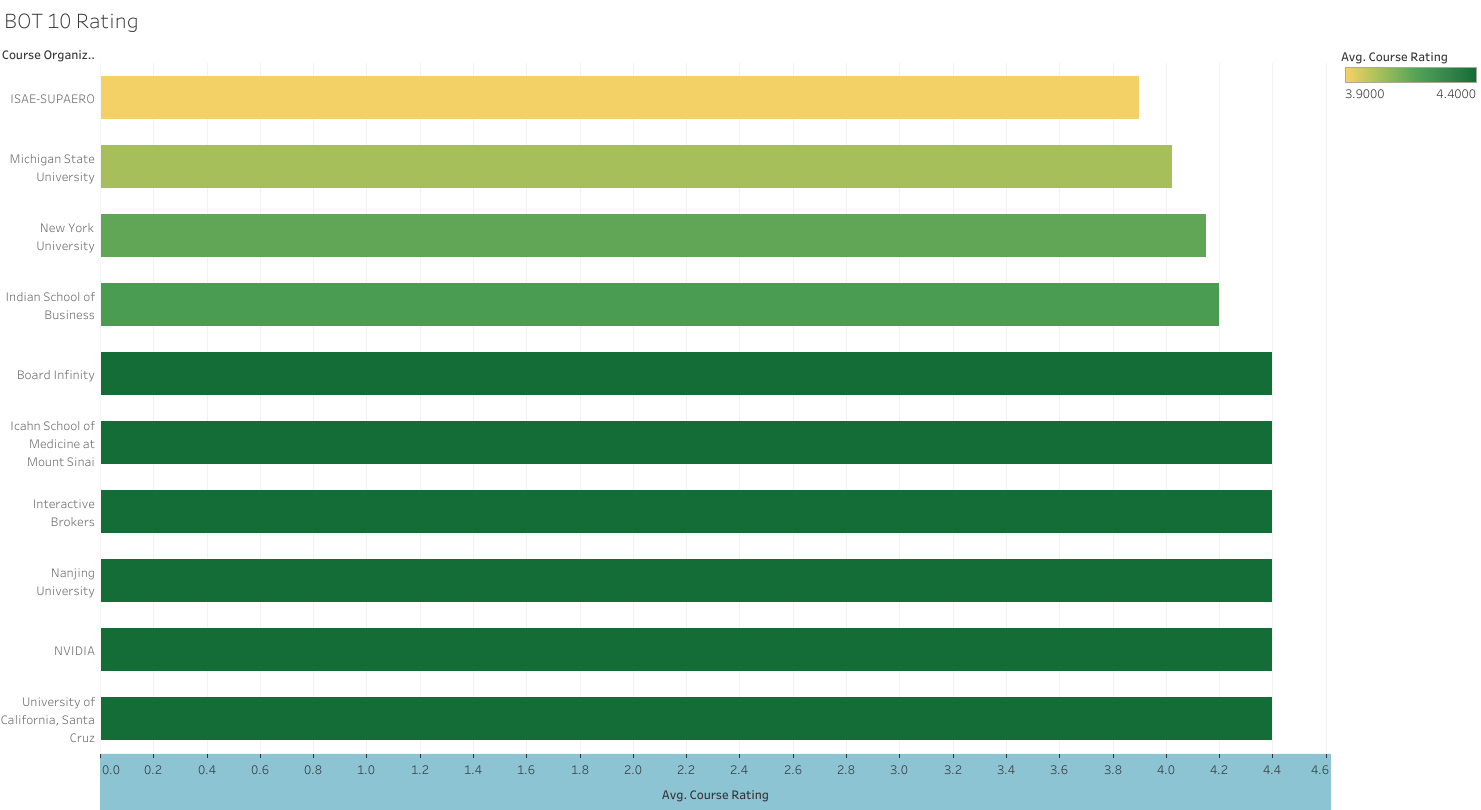 BOT 10 Rating
Course Organiz..
Avg. Course Rating
3.9000
4.4000
ISAE-SUPAERO
Michigan State
University
New York
University
Indian School of
Business
Board Infinity
Icahn School of
Medicine at
Mount Sinai
Interactive
Brokers
Nanjing
University
NVIDIA
University of
California, Santa
Cruz
0.0 0.2 0.4 0.6 0.8 1.0 1.2 1.4 1.6 1.8 2.0 2.2 2.4 2.6 2.8 3.0 3.2 3.4 3.6 3.8 4.0 4.2 4.4 4.6
Avg. Course Rating